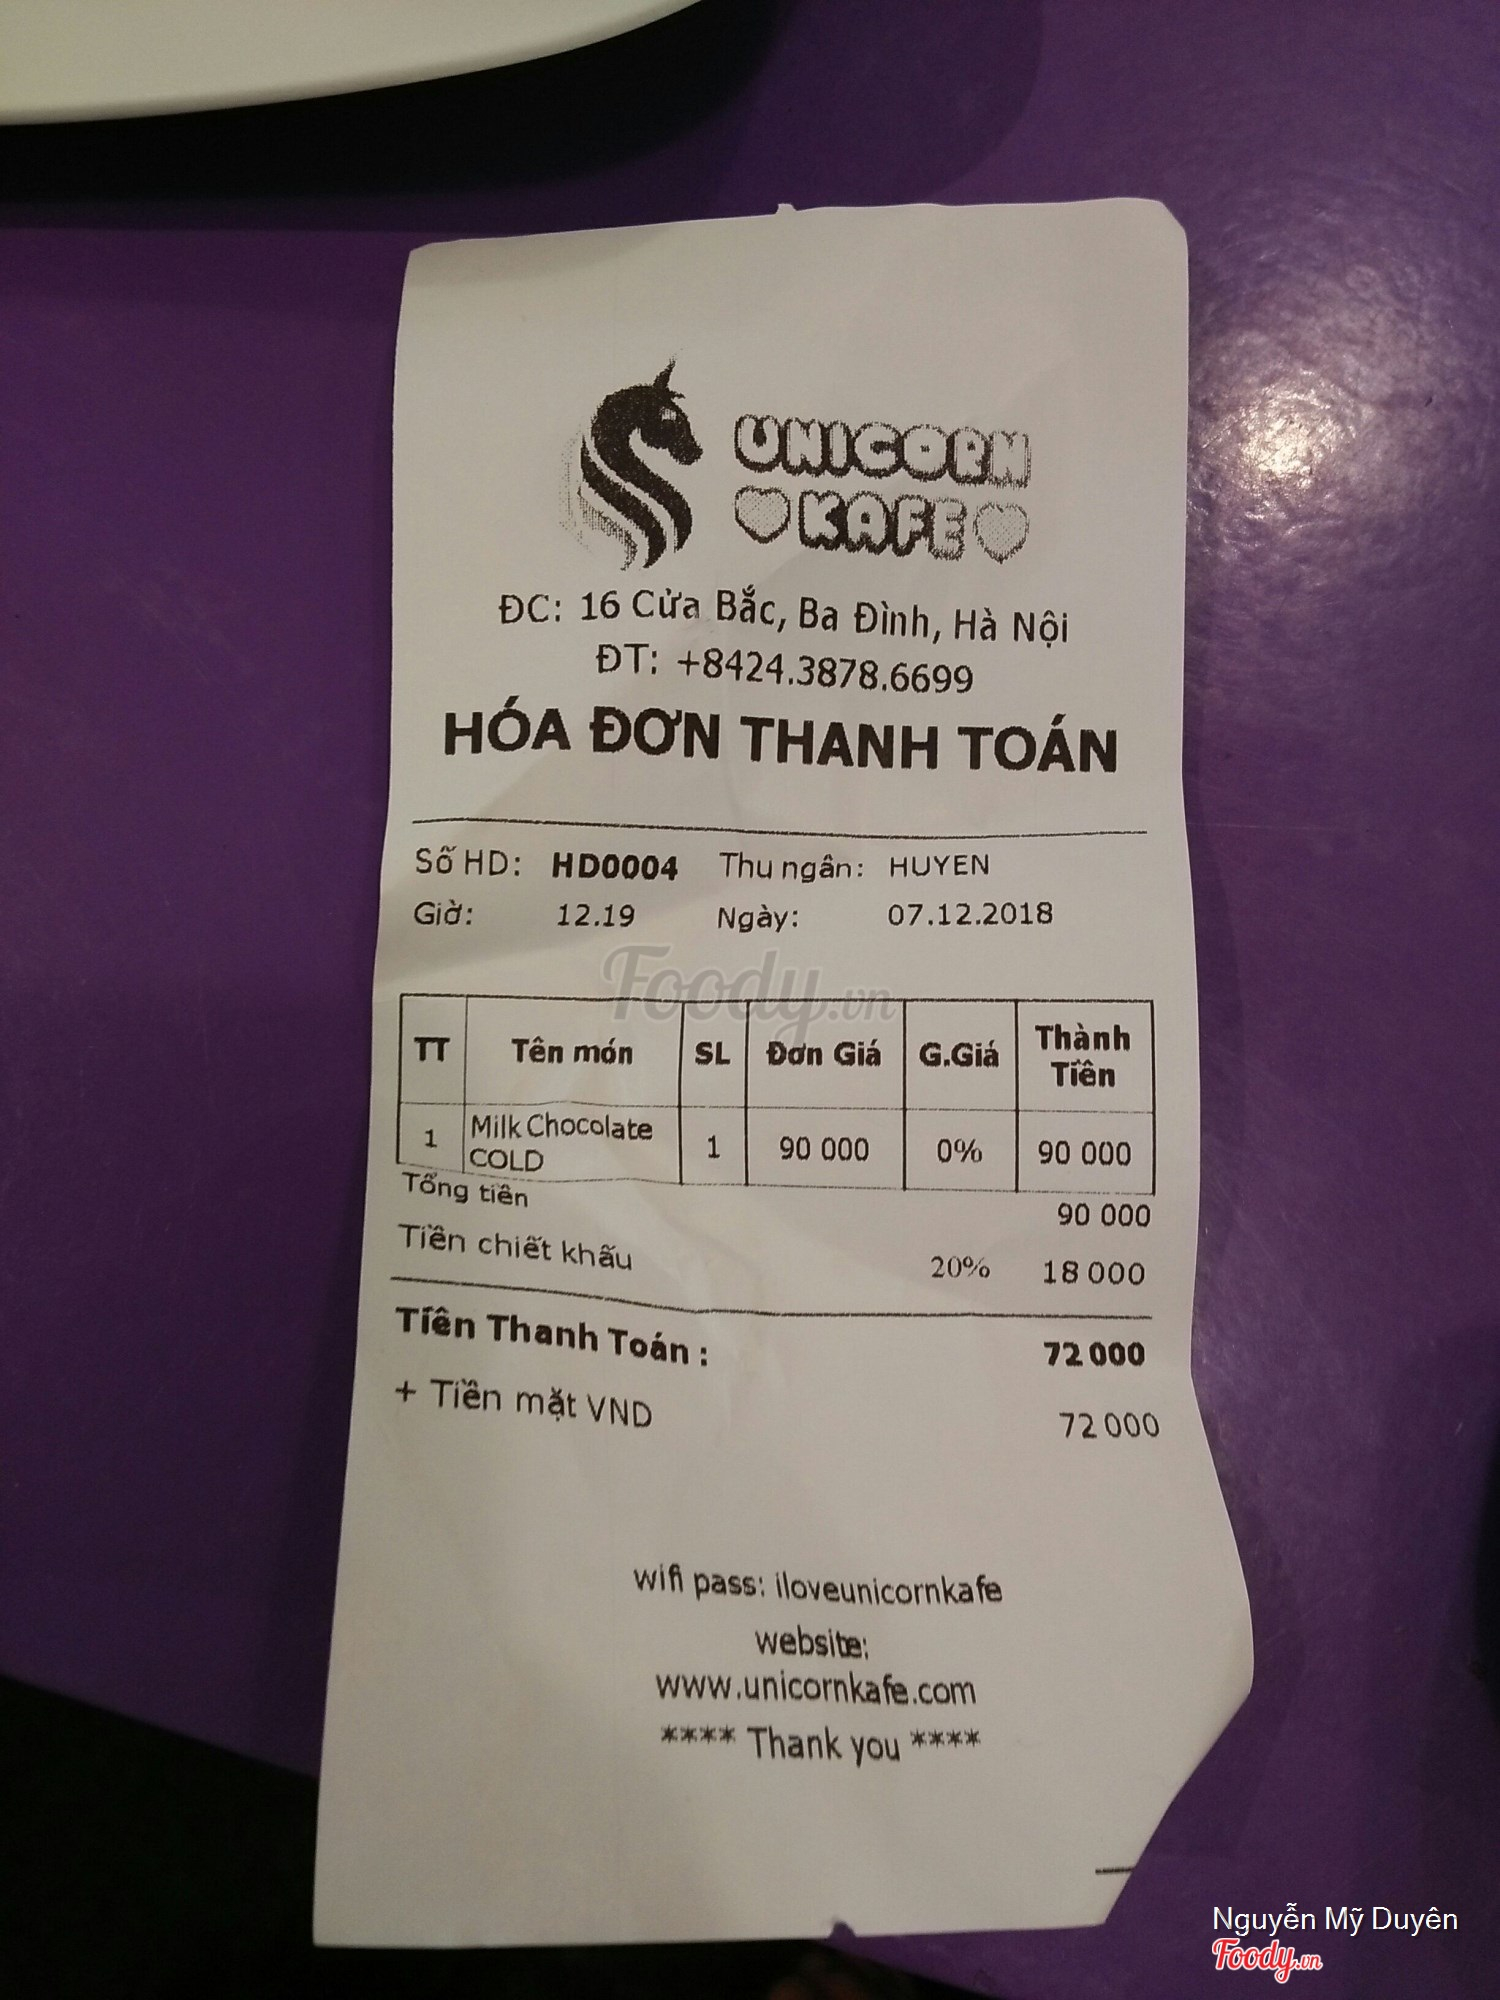 UNICORN
KAFE
ĐC: 16 Cửa Bắc, Ba Đình, Hà Nội
ĐT: +8424.3878.6699
HÓA ĐƠN THANH TOÁN
Số HD: HD0004 Thu ngân: HUYEN
Giờ: 12.19 Ngày: 07.12.2018
Foody.vn
TT Tên món SL Đơn Giá G.Giá Thành Tiền
1 Milk Chocolate COLD 1 90 000 0% 90 000
Tổng tiền 90 000
Tiền chiết khấu 20% 18 000
Tiền Thanh Toán : 72 000
+ Tiền mặt VND 72 000
wifi pass: iloveunicornkafe
website:
www.unicornkafe.com
**** Thank you ****
Nguyễn Mỹ Duyên
Foody.vn